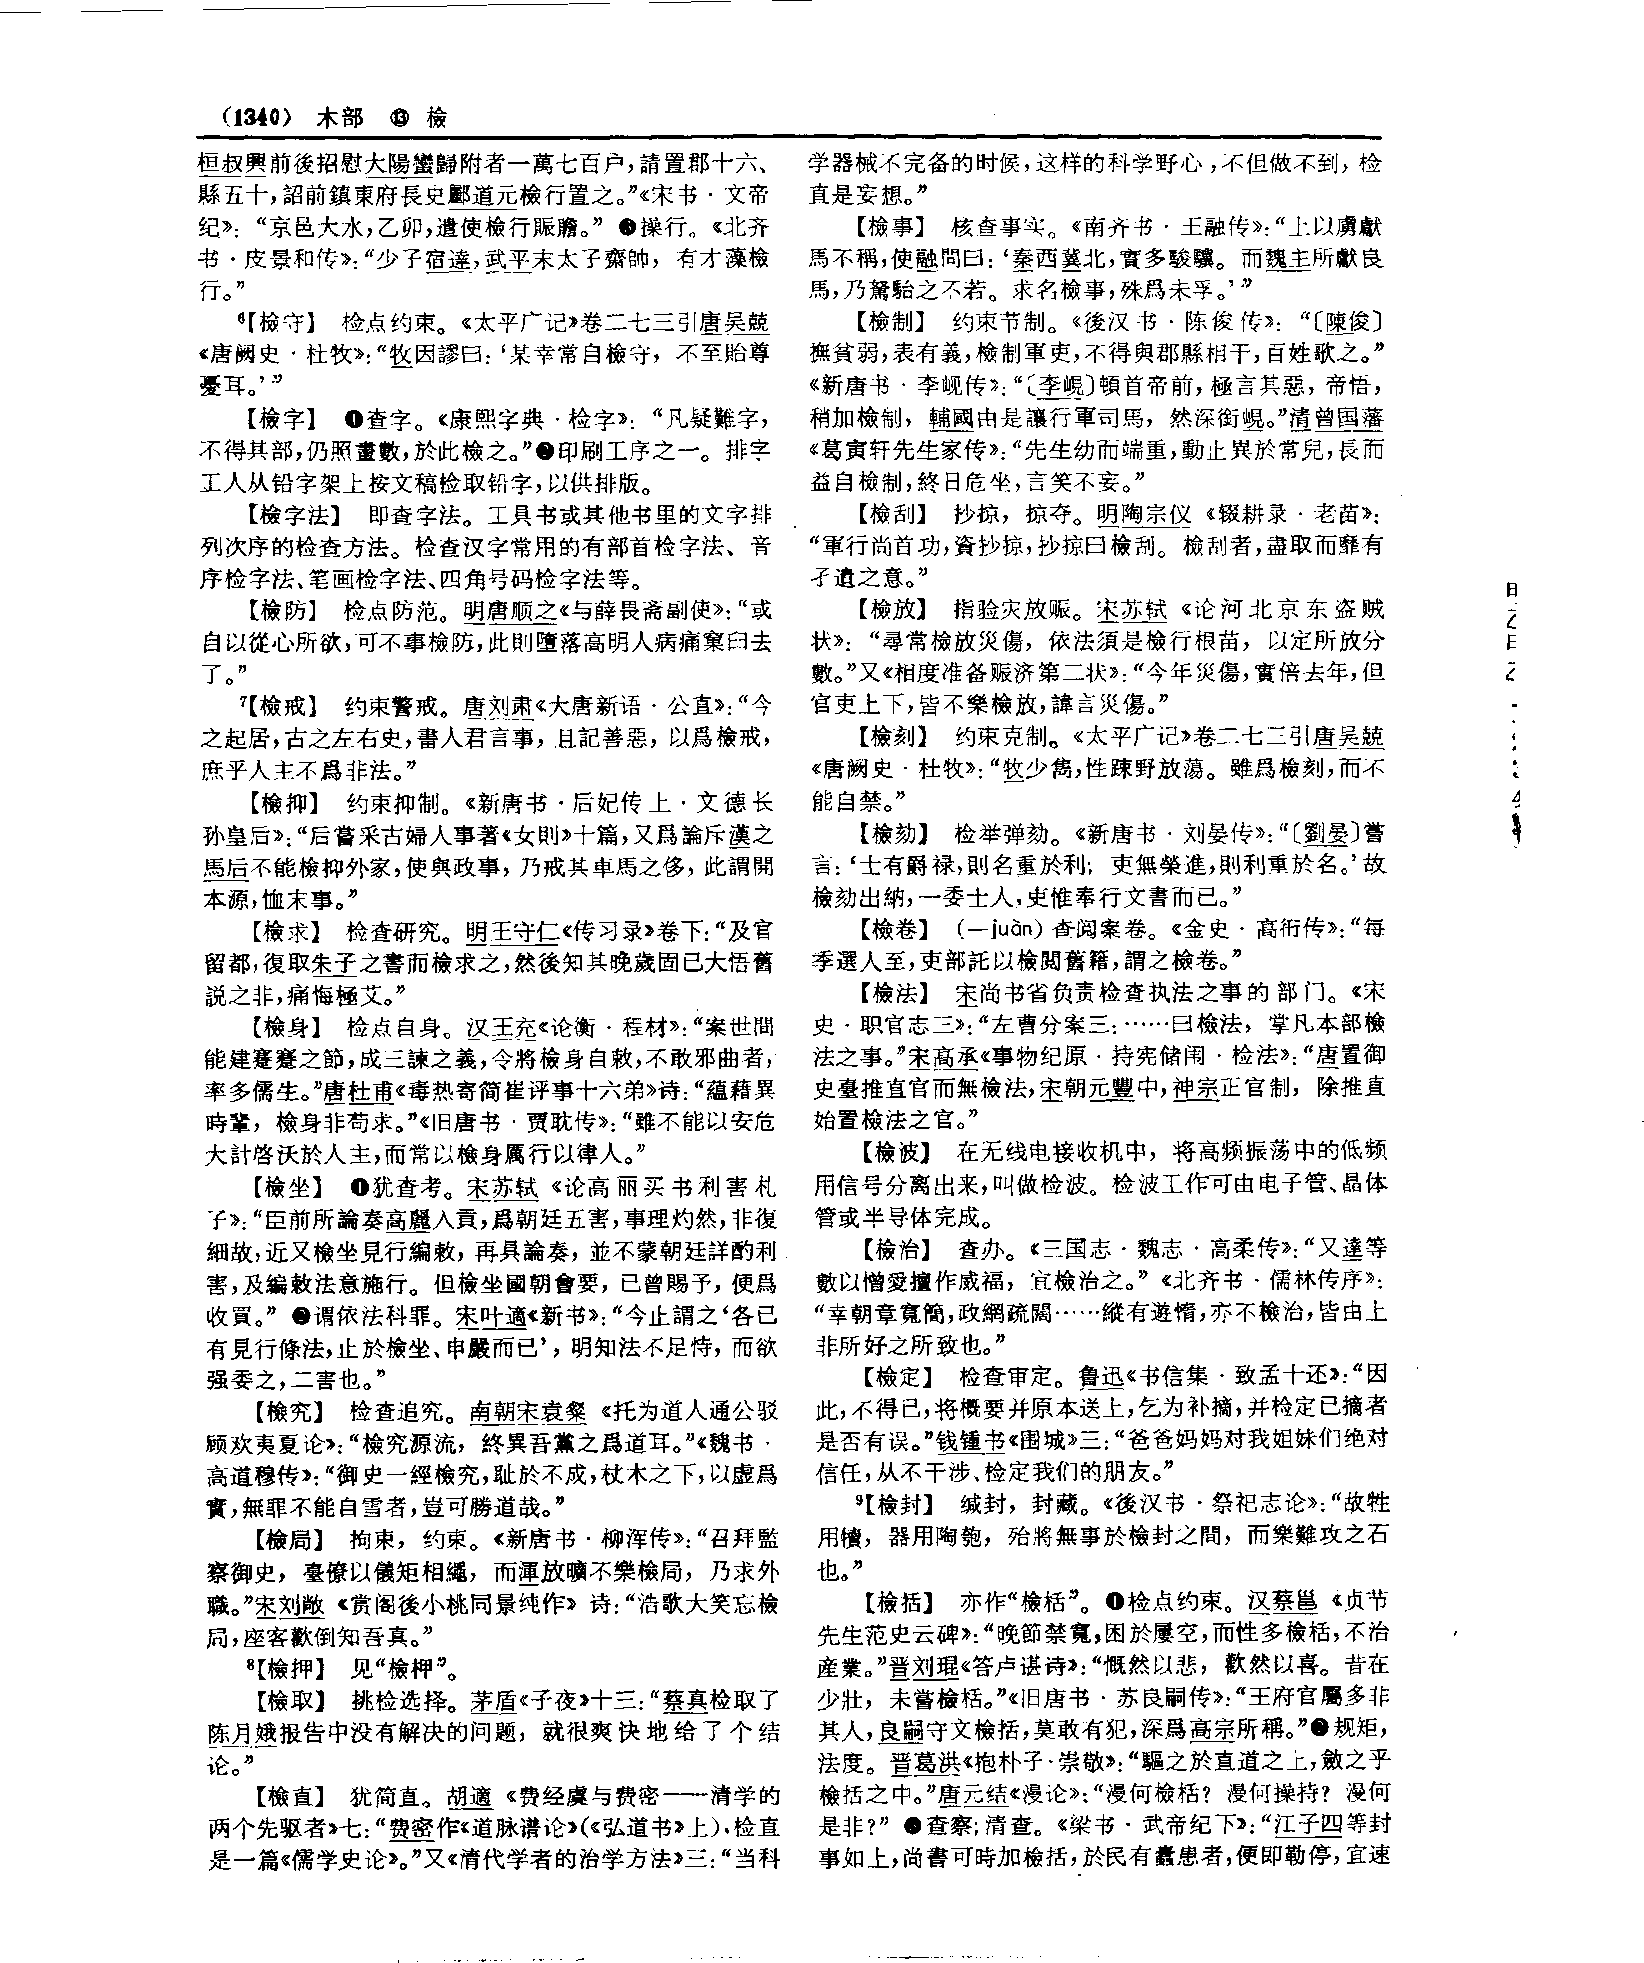 （1340） 木部 ⑬ 檢
桓叔興前後招慰大陽蠻歸附者一萬七百户，請置郡十六、
縣五十，詔前鎮東府長史酈道元檢行置之。”《宋书·文帝
纪》：“京邑大水，乙卯，遣使檢行賑贍。” ❸操行。《北齐
书·皮景和传》：“少子宿達，武平末太子齋帥，有才藻檢
行。”
⁶【檢守】 检点约束。《太平广记》卷二七三引唐吴兢
《唐阙史·杜牧》：“牧因謬曰：‘某幸常自檢守，不至貽尊
憂耳。’”
【檢字】 ❶查字。《康熙字典·检字》：“凡疑難字，
不得其部，仍照畫數，於此檢之。”❷印刷工序之一。排字
工人从铅字架上按文稿检取铅字，以供排版。
【檢字法】 即查字法。工具书或其他书里的文字排
列次序的检查方法。检查汉字常用的有部首检字法、音
序检字法、笔画检字法、四角号码检字法等。
【檢防】 检点防范。明唐顺之《与薛畏斋副使》：“或
自以從心所欲，可不事檢防，此則墮落高明人病痛窠臼去
了。”
⁷【檢戒】 约束警戒。唐刘肃《大唐新语·公直》：“今
之起居，古之左右史，書人君言事，且記善惡，以爲檢戒，
庶乎人主不爲非法。”
【檢抑】 约束抑制。《新唐书·后妃传上·文德长
孙皇后》：“后嘗采古婦人事著《女則》十篇，又爲論斥漢之
馬后不能檢抑外家，使與政事，乃戒其車馬之侈，此謂開
本源，恤末事。”
【檢求】 检查研究。明王守仁《传习录》卷下：“及官
留都，復取朱子之書而檢求之，然後知其晚歲固已大悟舊
説之非，痛悔極艾。”
【檢身】 检点自身。汉王充《论衡·程材》：“案世間
能建蹇蹇之節，成三諫之義，令將檢身自敕，不敢邪曲者，
率多儒生。”唐杜甫《毒热寄简崔评事十六弟》诗：“藴藉異
時輩，檢身非苟求。”《旧唐书·贾耽传》：“雖不能以安危
大計啓沃於人主，而常以檢身厲行以律人。”
【檢坐】 ❶犹查考。宋苏轼《论高丽买书利害札
子》：“臣前所論奏高麗入貢，爲朝廷五害，事理灼然，非復
細故，近又檢坐見行編敕，再具論奏，並不蒙朝廷詳酌利
害，及編敕法意施行。但檢坐國朝會要，已曾賜予，便爲
收買。” ❷谓依法科罪。宋叶適《新书》：“今止謂之‘各已
有見行條法，止於檢坐、申嚴而已’，明知法不足恃，而欲
强委之，二害也。”
【檢究】 检查追究。南朝宋袁粲《托为道人通公驳
顾欢夷夏论》：“檢究源流，終異吾黨之爲道耳。”《魏书·
高道穆传》：“御史一經檢究，耻於不成，杖木之下，以虚爲
實，無罪不能自雪者，豈可勝道哉。”
【檢局】 拘束，约束。《新唐书·柳浑传》：“召拜監
察御史，臺僚以儀矩相繩，而渾放曠不樂檢局，乃求外
職。”宋刘敞《赏阁後小桃同景纯作》诗：“浩歌大笑忘檢
局，座客歡倒知吾真。”
⁸【檢押】 见“檢柙”。
【檢取】 挑检选择。茅盾《子夜》十三：“蔡真检取了
陈月娥报告中没有解决的问题，就很爽快地给了个结
论。”
【檢直】 犹简直。胡適《费经虞与费密——清学的
两个先驱者》七：“费密作《道脉谱论》（《弘道书》上），检直
是一篇《儒学史论》。”又《清代学者的治学方法》三：“当科
学器械不完备的时候，这样的科学野心，不但做不到，检
直是妄想。”
【檢事】 核查事实。《南齐书·王融传》：“上以虜獻
馬不稱，使融問曰：‘秦西冀北，實多駿驥。而魏主所獻良
馬，乃駑駘之不若。求名檢事，殊爲未孚。’”
【檢制】 约束节制。《後汉书·陈俊传》：“〔陳俊〕
撫貧弱，表有義，檢制軍吏，不得與郡縣相干，百姓歌之。”
《新唐书·李岘传》：“〔李峴〕頓首帝前，極言其惡，帝悟，
稍加檢制，輔國由是讓行軍司馬，然深銜峴。”清曾国藩
《葛寅轩先生家传》：“先生幼而端重，動止異於常兒，長而
益自檢制，終日危坐，言笑不妄。”
【檢刮】 抄掠，掠夺。明陶宗仪《辍耕录·老苗》：
“軍行尚首功，資抄掠，抄掠曰檢刮。檢刮者，盡取而靡有
孑遺之意。”
【檢放】 指验灾放赈。宋苏轼《论河北京东盗贼
状》：“尋常檢放災傷，依法須是檢行根苗，以定所放分
數。”又《相度准备赈济第二状》：“今年災傷，實倍去年，但
官吏上下，皆不樂檢放，諱言災傷。”
【檢刻】 约束克制。《太平广记》卷二七三引唐吴兢
《唐阙史·杜牧》：“牧少雋，性踈野放蕩。雖爲檢刻，而不
能自禁。”
【檢劾】 检举弹劾。《新唐书·刘晏传》：“〔劉晏〕嘗
言：‘士有爵禄，則名重於利；吏無榮進，則利重於名。’故
檢劾出納，一委士人，吏惟奉行文書而已。”
【檢卷】 （—juàn）查阅案卷。《金史·高衎传》：“每
季選人至，吏部託以檢閱舊籍，謂之檢卷。”
【檢法】 宋尚书省负责检查执法之事的部门。《宋
史·职官志三》：“左曹分案三：……曰檢法，掌凡本部檢
法之事。”宋高承《事物纪原·持宪储闱·检法》：“唐置御
史臺推直官而無檢法，宋朝元豐中，神宗正官制，除推直
始置檢法之官。”
【檢波】 在无线电接收机中，将高频振荡中的低频
用信号分离出来，叫做检波。检波工作可由电子管、晶体
管或半导体完成。
【檢治】 查办。《三国志·魏志·高柔传》：“又達等
數以憎愛擅作威福，宜檢治之。”《北齐书·儒林传序》：
“幸朝章寬簡，政網疏闊……縱有遊惰，亦不檢治，皆由上
非所好之所致也。”
【檢定】 检查审定。鲁迅《书信集·致孟十还》：“因
此，不得已，将概要并原本送上，乞为补摘，并检定已摘者
是否有误。”钱锺书《围城》三：“爸爸妈妈对我姐妹们绝对
信任，从不干涉、检定我们的朋友。”
⁹【檢封】 缄封，封藏。《後汉书·祭祀志论》：“故牲
用犢，器用陶匏，殆將無事於檢封之間，而樂難攻之石
也。”
【檢括】 亦作“檢栝”。❶检点约束。汉蔡邕《贞节
先生范史云碑》：“晚節禁寬，困於屢空，而性多檢栝，不治
産業。”晋刘琨《答卢谌诗》：“慨然以悲，歡然以喜。昔在
少壯，未嘗檢栝。”《旧唐书·苏良嗣传》：“王府官屬多非
其人，良嗣守文檢括，莫敢有犯，深爲高宗所稱。”❷规矩，
法度。晋葛洪《抱朴子·崇敬》：“驅之於直道之上，斂之乎
檢括之中。”唐元结《漫论》：“漫何檢栝？漫何操持？漫何
是非？” ❸查察；清查。《梁书·武帝纪下》：“江子四等封
事如上，尚書可時加檢括，於民有蠹患者，便即勒停，宜速